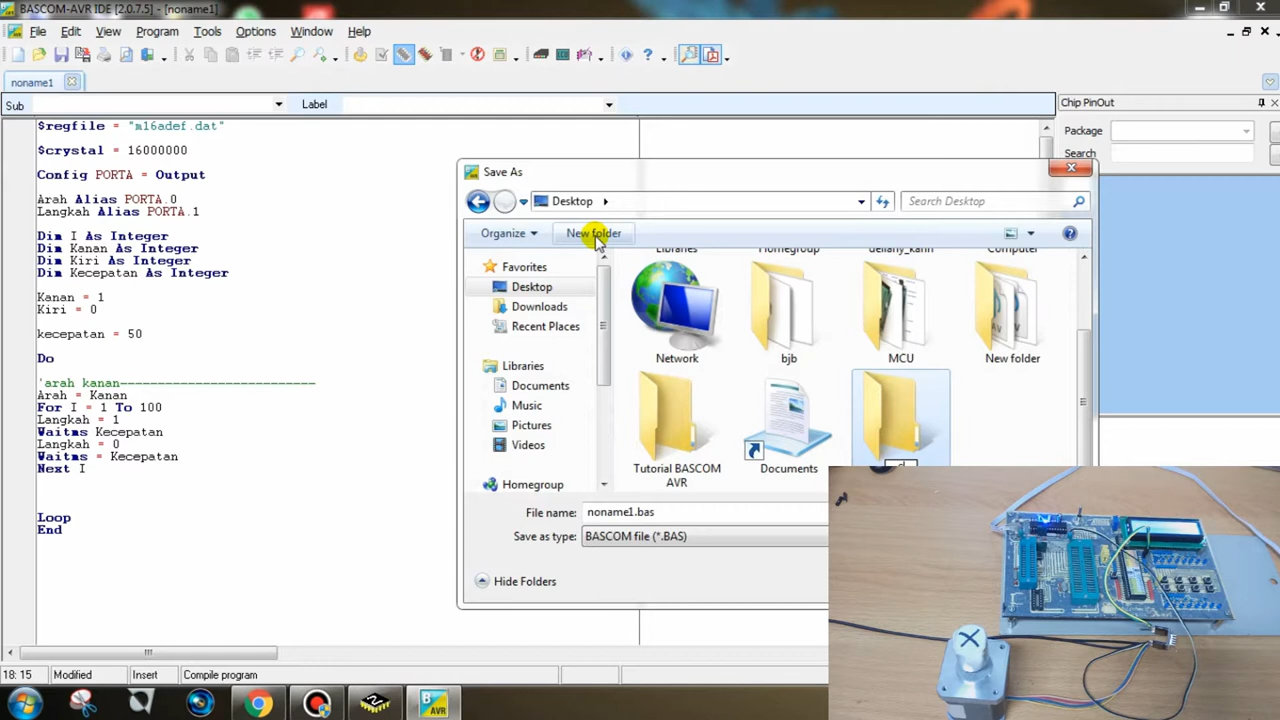 BASCOM-AVR IDE [2.0.7.5] - [noname1]
File Edit View Program Tools Options Window Help
noname1
Sub Label
Chip PinOut
Package
Search
$regfile = "m16adef.dat"
$crystal = 16000000
Config PORTA = Output
Arah Alias PORTA.0
Langkah Alias PORTA.1
Dim I As Integer
Dim Kanan As Integer
Dim Kiri As Integer
Dim Kecepatan As Integer
Kanan = 1
Kiri = 0
kecepatan = 50
Do
'arah kanan--------------------------
Arah = Kanan
For I = 1 To 100
Langkah = 1
Waitms Kecepatan
Langkah = 0
Waitms = Kecepatan
Next I
Loop
End
Save As
Desktop
Search Desktop
Organize New folder
Favorites
Desktop
Downloads
Recent Places
Libraries
Documents
Music
Pictures
Videos
Homegroup
Libraries Homegroup dellany_kann Computer
Network bjb MCU New folder
Tutorial BASCOM AVR
Documents
File name: noname1.bas
Save as type: BASCOM file (*.BAS)
Hide Folders
18: 15 Modified Insert Compile program
B AVR
X